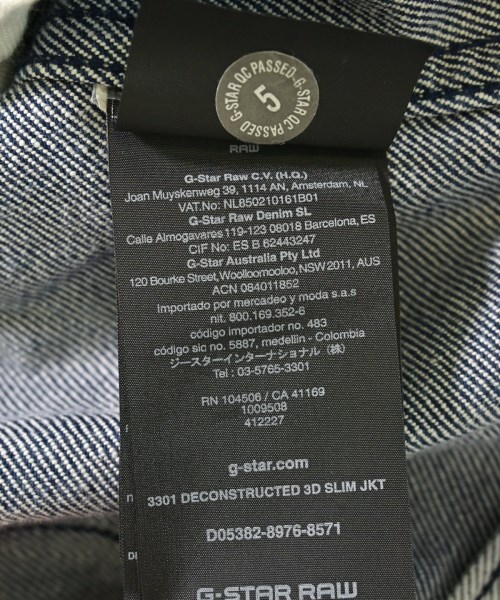 G-STAR QC PASSED-G-STAR QC PASSED
5
RAW
G-Star Raw C.V. (H.Q.)
Joan Muyskenweg 39, 1114 AN, Amsterdam, NL
VAT.No: NL850210161B01
G-Star Raw Denim SL
Calle Almogavares 119-123 08018 Barcelona, ES
CIF No: ES B 62443247
G-Star Australia Pty Ltd
120 Bourke Street, Woolloomooloo, NSW 2011, AUS
ACN 084011852
Importado por mercadeo y moda s.a.s
nit. 800.169.352-6
código importador no. 483
código sic no. 5887, medellin - Colombia
ジースターインターナショナル (株)
Tel : 03-5765-3301
RN 104506 / CA 41169
1009508
412227
g-star.com
3301 DECONSTRUCTED 3D SLIM JKT
D05382-8976-8571
G-STAR RAW